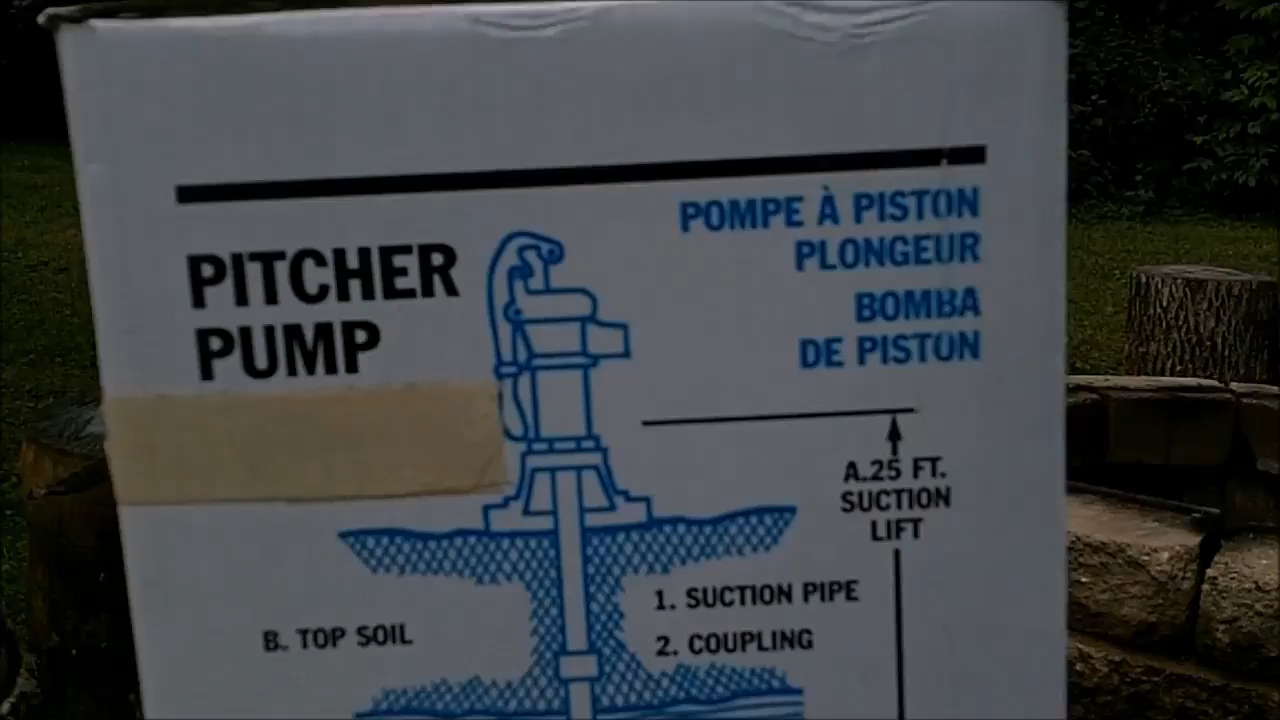 PITCHER
PUMP
POMPE À PISTON
PLONGEUR
BOMBA
DE PISTON
A.25 FT.
SUCTION
LIFT
1. SUCTION PIPE
2. COUPLING
B. TOP SOIL